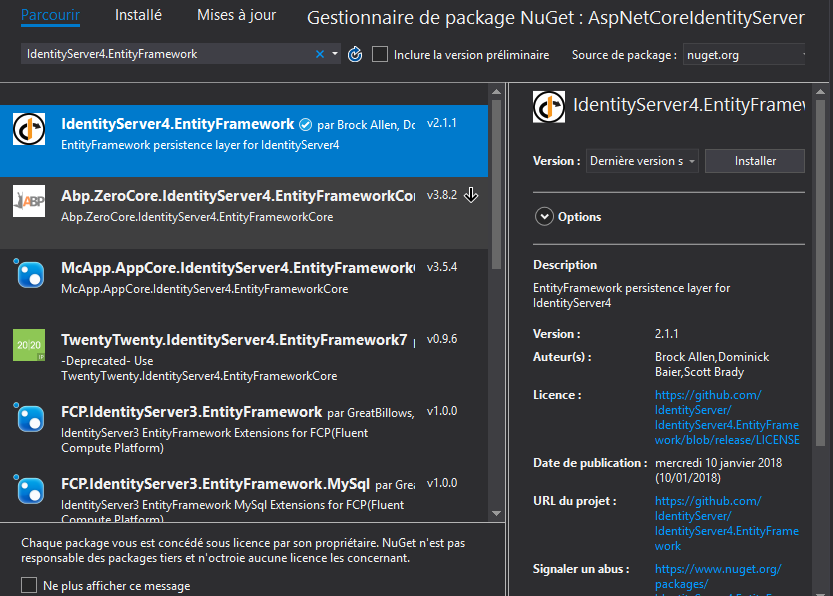 Parcourir Installé Mises à jour Gestionnaire de package NuGet : AspNetCoreIdentityServer
IdentityServer4.EntityFramework Inclure la version préliminaire Source de package : nuget.org
IdentityServer4.EntityFramework par Brock Allen, Do v2.1.1
EntityFramework persistence layer for IdentityServer4
Abp.ZeroCore.IdentityServer4.EntityFrameworkCo v3.8.2
Abp.ZeroCore.IdentityServer4.EntityFrameworkCore
McApp.AppCore.IdentityServer4.EntityFramework v3.5.4
McApp.AppCore.IdentityServer4.EntityFrameworkCore
20|20
TwentyTwenty.IdentityServer4.EntityFramework7 v0.9.6
-Deprecated- Use
TwentyTwenty.IdentityServer4.EntityFrameworkCore
FCP.IdentityServer3.EntityFramework par GreatBillows, v1.0.0
IdentityServer3 EntityFramework Extensions for FCP(Fluent
Compute Platform)
FCP.IdentityServer3.EntityFramework.MySql par Grea v1.0.0
IdentityServer3 EntityFramework MySql Extensions for FCP(Fluent
Compute Platform)
Chaque package vous est concédé sous licence par son propriétaire. NuGet n'est pas
responsable des packages tiers et n'octroie aucune licence les concernant.
Ne plus afficher ce message
IdentityServer4.EntityFramew
Version : Dernière version s Installer
Options
Description
EntityFramework persistence layer for
IdentityServer4
Version : 2.1.1
Auteur(s) : Brock Allen,Dominick
Baier,Scott Brady
Licence : https://github.com/
IdentityServer/
IdentityServer4.EntityFrame
work/blob/release/LICENSE
Date de publication : mercredi 10 janvier 2018
(10/01/2018)
URL du projet : https://github.com/
IdentityServer/
IdentityServer4.EntityFrame
work
Signaler un abus : https://www.nuget.org/
packages/
IdentityServer4.EntityFrame